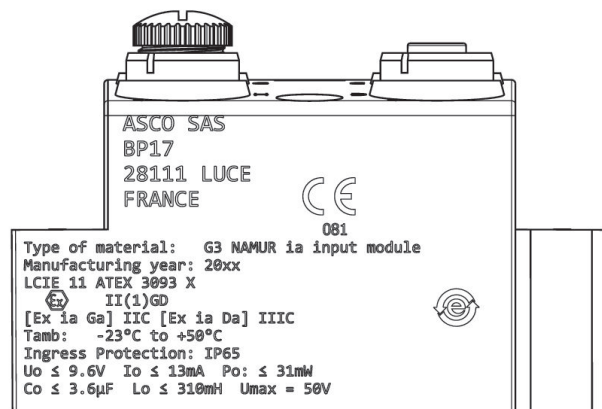 ASCO SAS
BP17
28111 LUCE
FRANCE
CE
081
Type of material: G3 NAMUR ia input module
Manufacturing year: 20xx
LCIE 11 ATEX 3093 X
Ex II(1)GD
[Ex ia Ga] IIC [Ex ia Da] IIIC
Tamb: -23°C to +50°C
Ingress Protection: IP65
Uo ≤ 9.6V Io ≤ 13mA Po: ≤ 31mW
Co ≤ 3.6µF Lo ≤ 310mH Umax = 50V
e